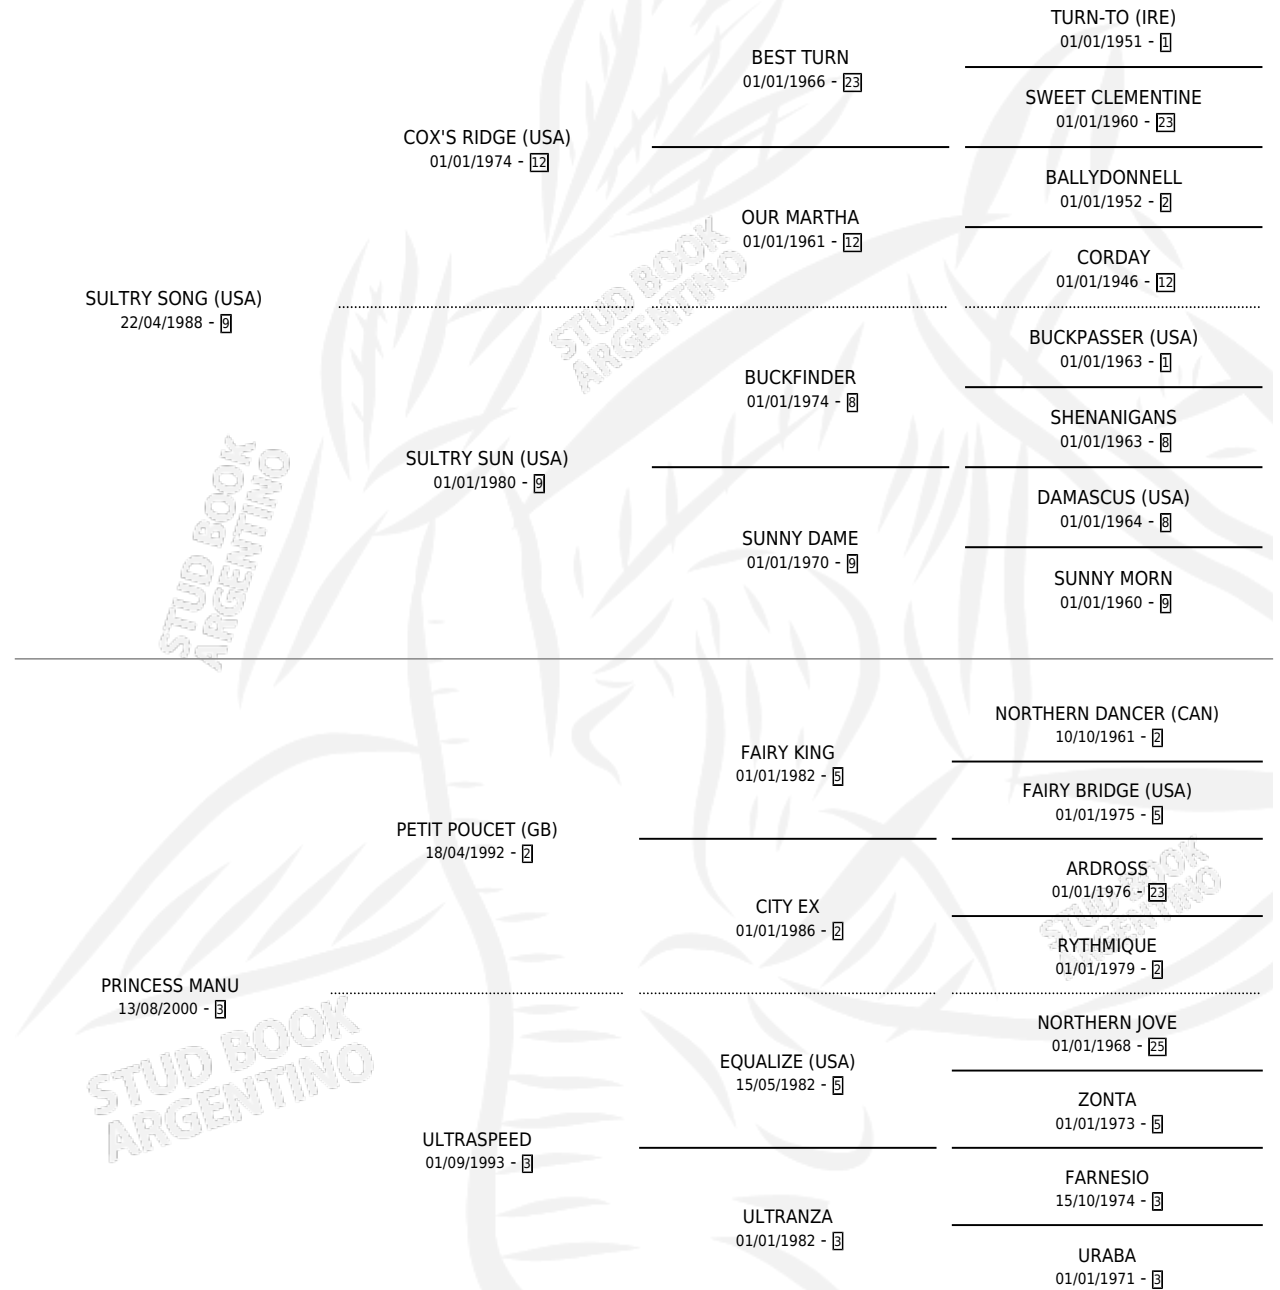 TURN-TO (IRE)
01/01/1951 - 1
BEST TURN
01/01/1966 - 23
SWEET CLEMENTINE
01/01/1960 - 23
COX'S RIDGE (USA)
01/01/1974 - 12
BALLYDONNELL
01/01/1952 - 2
OUR MARTHA
01/01/1961 - 12
CORDAY
01/01/1946 - 12
SULTRY SONG (USA)
22/04/1988 - 9
STUD BOOK
ARGENTINO
BUCKPASSER (USA)
01/01/1963 - 1
BUCKFINDER
01/01/1974 - 8
SHENANIGANS
01/01/1963 - 8
SULTRY SUN (USA)
01/01/1980 - 9
DAMASCUS (USA)
01/01/1964 - 8
SUNNY DAME
01/01/1970 - 9
SUNNY MORN
01/01/1960 - 9
STUD BOOK
ARGENTINO
NORTHERN DANCER (CAN)
10/10/1961 - 2
FAIRY KING
01/01/1982 - 5
FAIRY BRIDGE (USA)
01/01/1975 - 5
PETIT POUCET (GB)
18/04/1992 - 2
ARDROSS
01/01/1976 - 23
CITY EX
01/01/1986 - 2
RYTHMIQUE
01/01/1979 - 2
STUD BOOK
ARGENTINO
PRINCESS MANU
13/08/2000 - 3
NORTHERN JOVE
01/01/1968 - 25
EQUALIZE (USA)
15/05/1982 - 5
ZONTA
01/01/1973 - 5
STUD BOOK
ARGENTINO
ULTRASPEED
01/09/1993 - 3
FARNESIO
15/10/1974 - 3
ULTRANZA
01/01/1982 - 3
URABA
01/01/1971 - 3